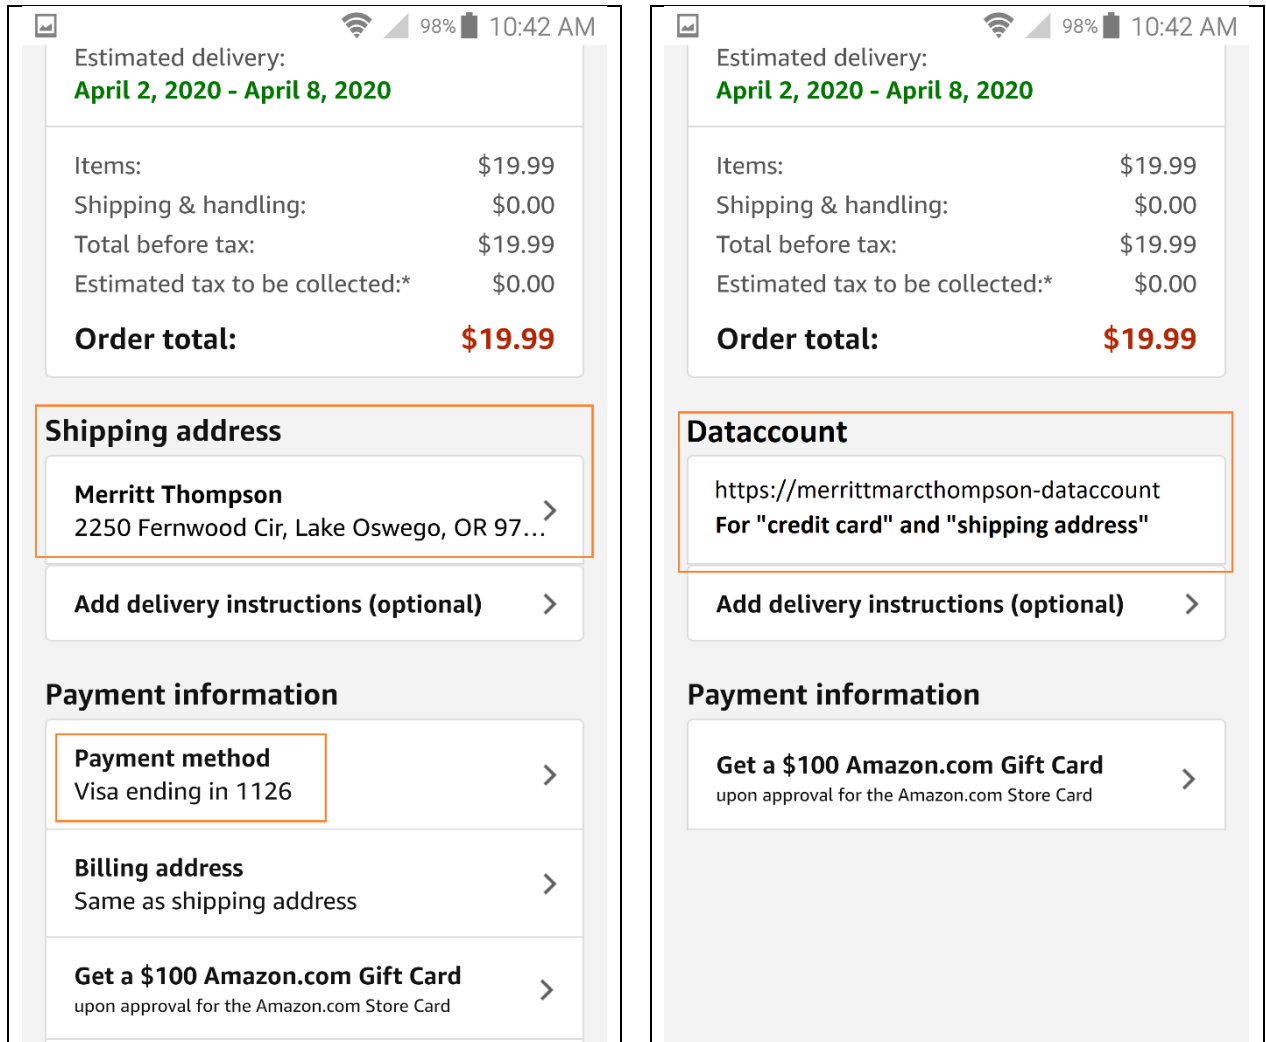 98% 10:42 AM
Estimated delivery:
April 2, 2020 - April 8, 2020
Items: $19.99
Shipping & handling: $0.00
Total before tax: $19.99
Estimated tax to be collected:* $0.00
Order total: $19.99
Shipping address
Merritt Thompson
2250 Fernwood Cir, Lake Oswego, OR 97...
Add delivery instructions (optional)
Payment information
Payment method
Visa ending in 1126
Billing address
Same as shipping address
Get a $100 Amazon.com Gift Card
upon approval for the Amazon.com Store Card
98% 10:42 AM
Estimated delivery:
April 2, 2020 - April 8, 2020
Items: $19.99
Shipping & handling: $0.00
Total before tax: $19.99
Estimated tax to be collected:* $0.00
Order total: $19.99
Dataccount
https://merrittmarcthompson-dataccount
For "credit card" and "shipping address"
Add delivery instructions (optional)
Payment information
Get a $100 Amazon.com Gift Card
upon approval for the Amazon.com Store Card